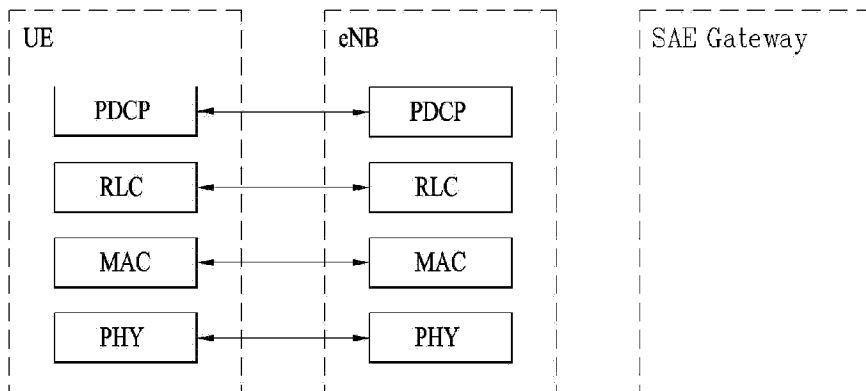 UE
eNB
SAE Gateway
PDCP
PDCP
RLC
RLC
MAC
MAC
PHY
PHY